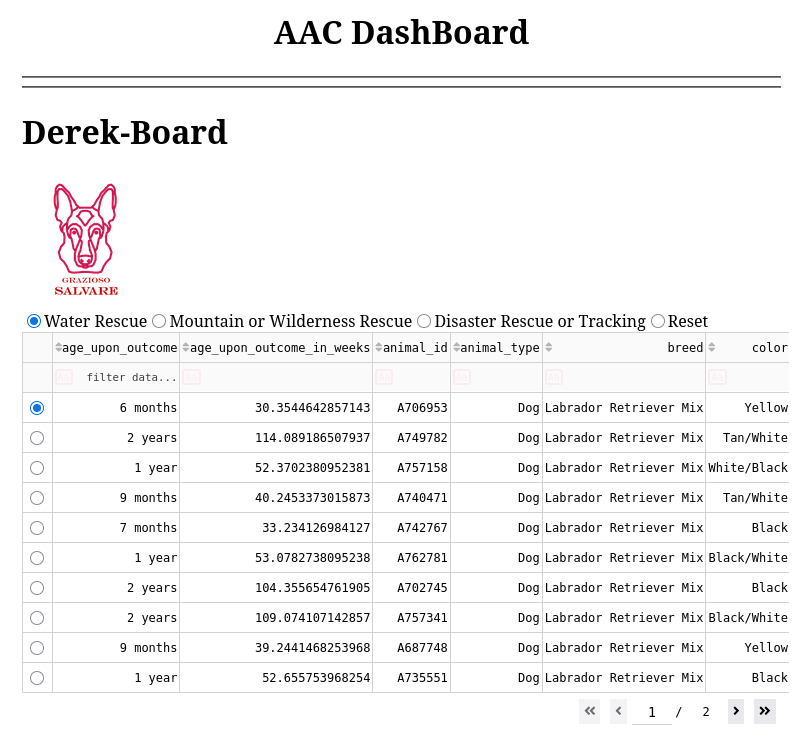 AAC DashBoard
Derek-Board
GRAZIOSO
SALVARE
Water Rescue Mountain or Wilderness Rescue Disaster Rescue or Tracking Reset
age_upon_outcome age_upon_outcome_in_weeks animal_id animal_type breed color
Aa filter data... Aa Aa Aa Aa Aa
6 months 30.3544642857143 A706953 Dog Labrador Retriever Mix Yellow
2 years 114.089186507937 A749782 Dog Labrador Retriever Mix Tan/White
1 year 52.3702380952381 A757158 Dog Labrador Retriever Mix White/Black
9 months 40.2453373015873 A740471 Dog Labrador Retriever Mix Tan/White
7 months 33.234126984127 A742767 Dog Labrador Retriever Mix Black
1 year 53.0782738095238 A762781 Dog Labrador Retriever Mix Black/White
2 years 104.355654761905 A702745 Dog Labrador Retriever Mix Black
2 years 109.074107142857 A757341 Dog Labrador Retriever Mix Black/White
9 months 39.2441468253968 A687748 Dog Labrador Retriever Mix Yellow
1 year 52.655753968254 A735551 Dog Labrador Retriever Mix Black
1 / 2